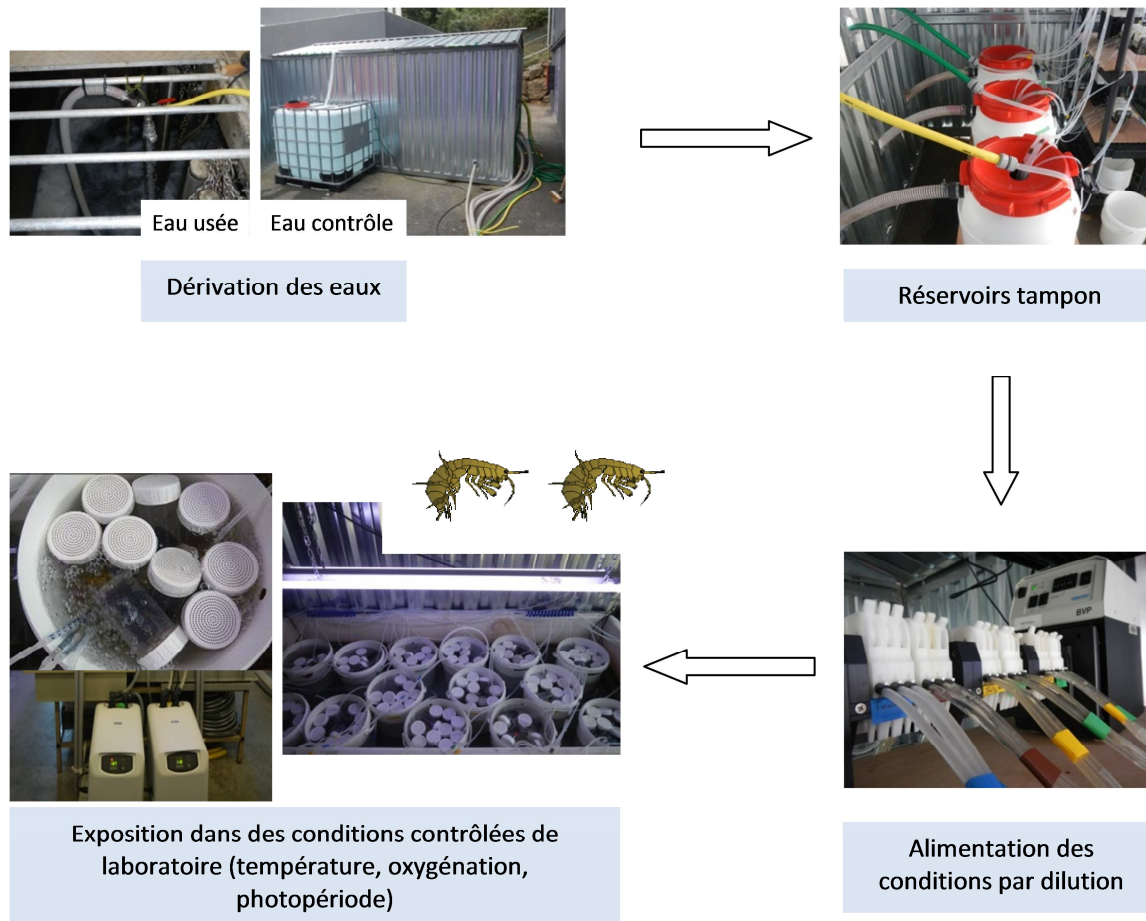 Eau usée
Eau contrôle
Dérivation des eaux
Réservoirs tampon
BVP
Alimentation des
conditions par dilution
Exposition dans des conditions contrôlées de
laboratoire (température, oxygénation,
photopériode)